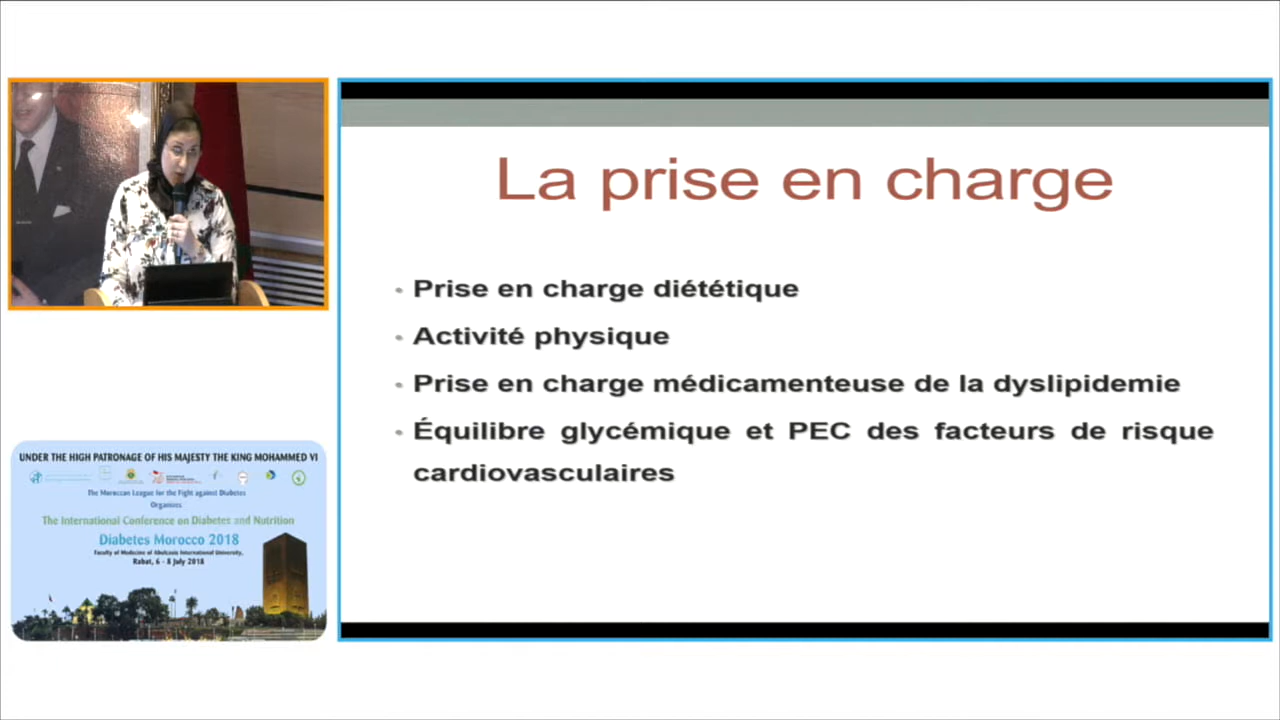 La prise en charge
Prise en charge diététique
Activité physique
Prise en charge médicamenteuse de la dyslipidemie
Équilibre glycémique et PEC des facteurs de risque
cardiovasculaires
UNDER THE HIGH PATRONAGE OF HIS MAJESTY THE KING MOHAMMED VI
The Moroccan League for the Fight against Diabetes
Organises
The International Conference on Diabetes and Nutrition
Diabetes Morocco 2018
Faculty of Medicine of Abulcasis International University,
Rabat, 6 - 8 July 2018